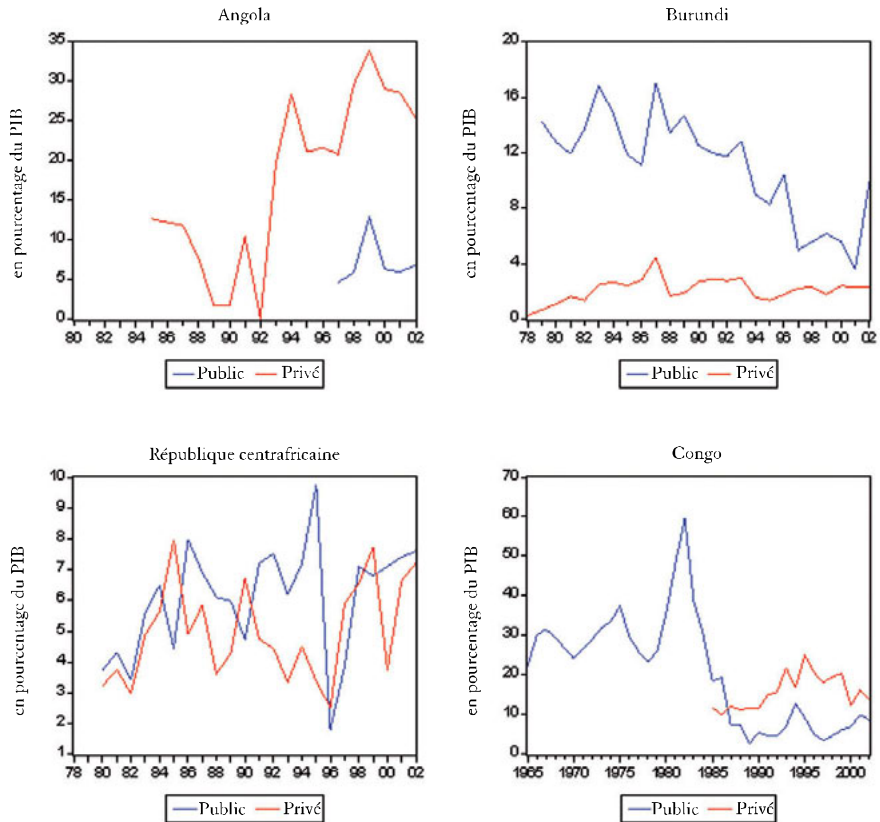 Angola
en pourcentage du PIB
35
30
25
20
15
10
5
0
80 82 84 86 88 90 92 94 96 98 00 02
Public Privé
Burundi
en pourcentage du PIB
20
16
12
8
4
0
78 80 82 84 86 88 90 92 94 96 98 00 02
Public Privé
République centrafricaine
en pourcentage du PIB
10
9
8
7
6
5
4
3
2
1
78 80 82 84 86 88 90 92 94 96 98 00 02
Public Privé
Congo
en pourcentage du PIB
70
60
50
40
30
20
10
0
1965 1970 1975 1980 1985 1990 1995 2000
Public Privé